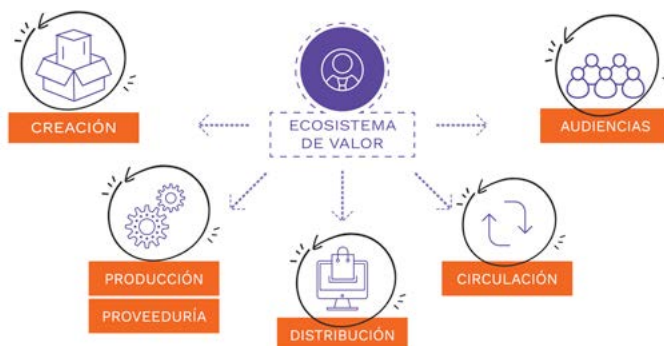 ECOSISTEMA
DE VALOR
CREACIÓN
AUDIENCIAS
PRODUCCIÓN
PROVEEDURÍA
DISTRIBUCIÓN
CIRCULACIÓN